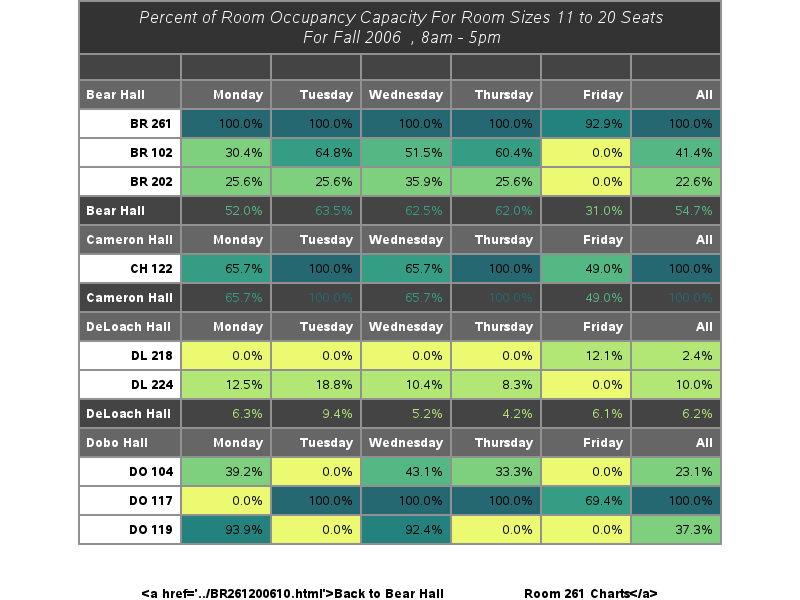 Percent of Room Occupancy Capacity For Room Sizes 11 to 20 Seats
For Fall 2006 , 8am - 5pm
Bear Hall Monday Tuesday Wednesday Thursday Friday All
BR 261 100.0% 100.0% 100.0% 100.0% 92.9% 100.0%
BR 102 30.4% 64.8% 51.5% 60.4% 0.0% 41.4%
BR 202 25.6% 25.6% 35.9% 25.6% 0.0% 22.6%
Bear Hall 52.0% 63.5% 62.5% 62.0% 31.0% 54.7%
Cameron Hall Monday Tuesday Wednesday Thursday Friday All
CH 122 65.7% 100.0% 65.7% 100.0% 49.0% 100.0%
Cameron Hall 65.7% 100.0% 65.7% 100.0% 49.0% 100.0%
DeLoach Hall Monday Tuesday Wednesday Thursday Friday All
DL 218 0.0% 0.0% 0.0% 0.0% 12.1% 2.4%
DL 224 12.5% 18.8% 10.4% 8.3% 0.0% 10.0%
DeLoach Hall 6.3% 9.4% 5.2% 4.2% 6.1% 6.2%
Dobo Hall Monday Tuesday Wednesday Thursday Friday All
DO 104 39.2% 0.0% 43.1% 33.3% 0.0% 23.1%
DO 117 0.0% 100.0% 100.0% 100.0% 69.4% 100.0%
DO 119 93.9% 0.0% 92.4% 0.0% 0.0% 37.3%
<a href='../BR261200610.html'>Back to Bear Hall Room 261 Charts</a>